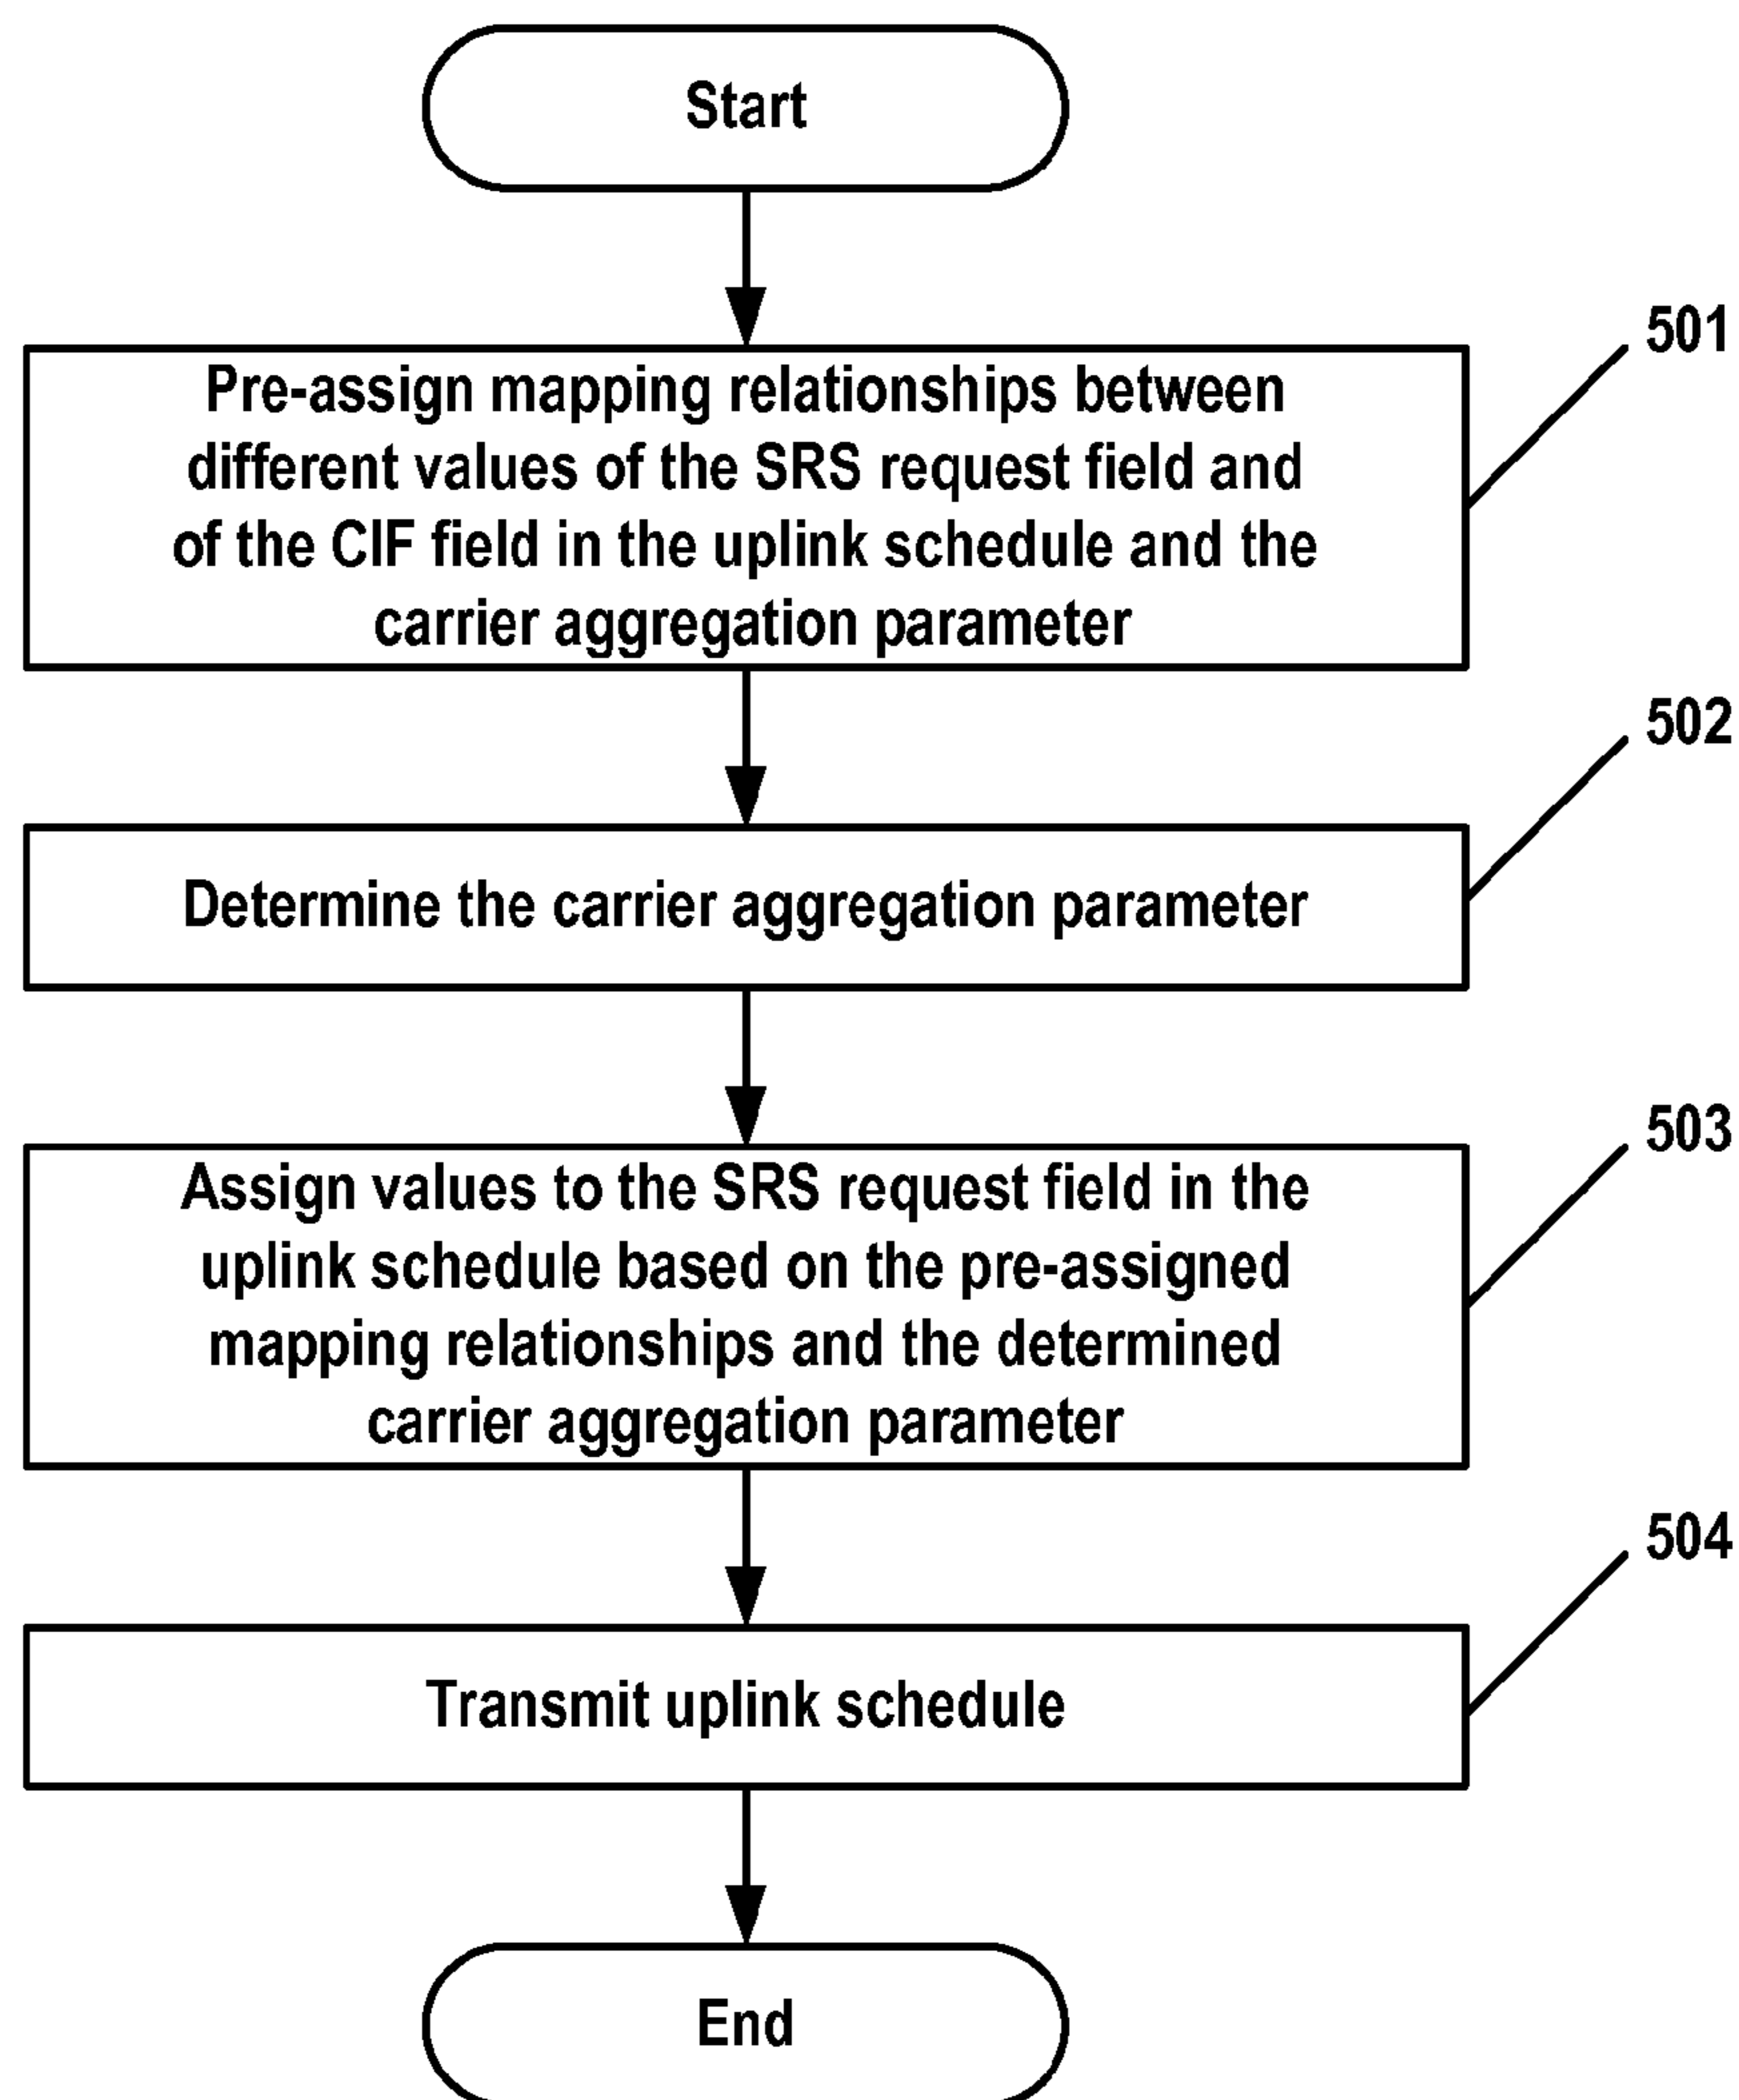 Start
501
Pre-assign mapping relationships between
different values of the SRS request field and
of the CIF field in the uplink schedule and the
carrier aggregation parameter
502
Determine the carrier aggregation parameter
503
Assign values to the SRS request field in the
uplink schedule based on the pre-assigned
mapping relationships and the determined
carrier aggregation parameter
504
Transmit uplink schedule
End